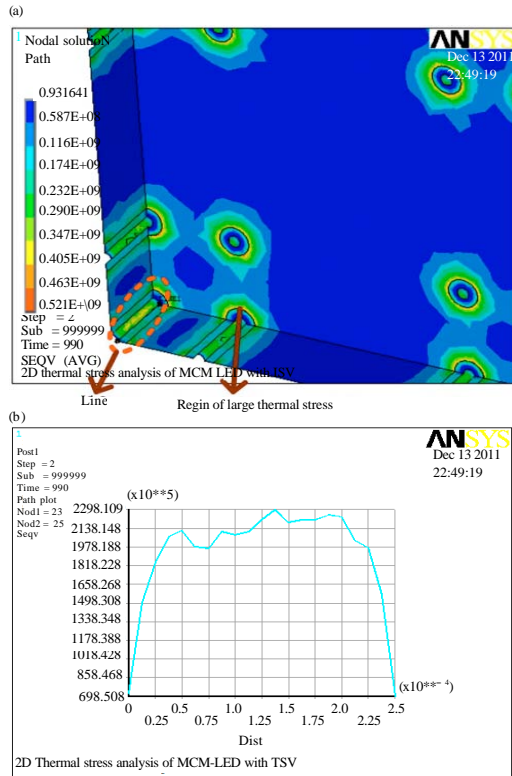 (a)
1 Nodal solution
Path
ANSYS
Dec 13 2011
22:49:19
0.931641
0.587E+08
0.116E+09
0.174E+09
0.232E+09
0.290E+09
0.347E+09
0.405E+09
0.463E+09
0.521E+09
Step = 2
Sub = 999999
Time = 990
SEQV (AVG)
2D thermal stress analysis of MCM LED with TSV
Line
Regin of large thermal stress
(b)
1
ANSYS
Dec 13 2011
22:49:19
Post1
Step = 2
Sub = 999999
Time = 990
Path plot
Nod1 = 23
Nod2 = 25
Seqv
(x10**5)
2298.109
2138.148
1978.188
1818.228
1658.268
1498.308
1338.348
1178.388
1018.428
858.468
698.508
(x10**-4)
0 0.25 0.5 0.75 1.0 1.25 1.5 1.75 2.0 2.25 2.5
Dist
2D Thermal stress analysis of MCM-LED with TSV